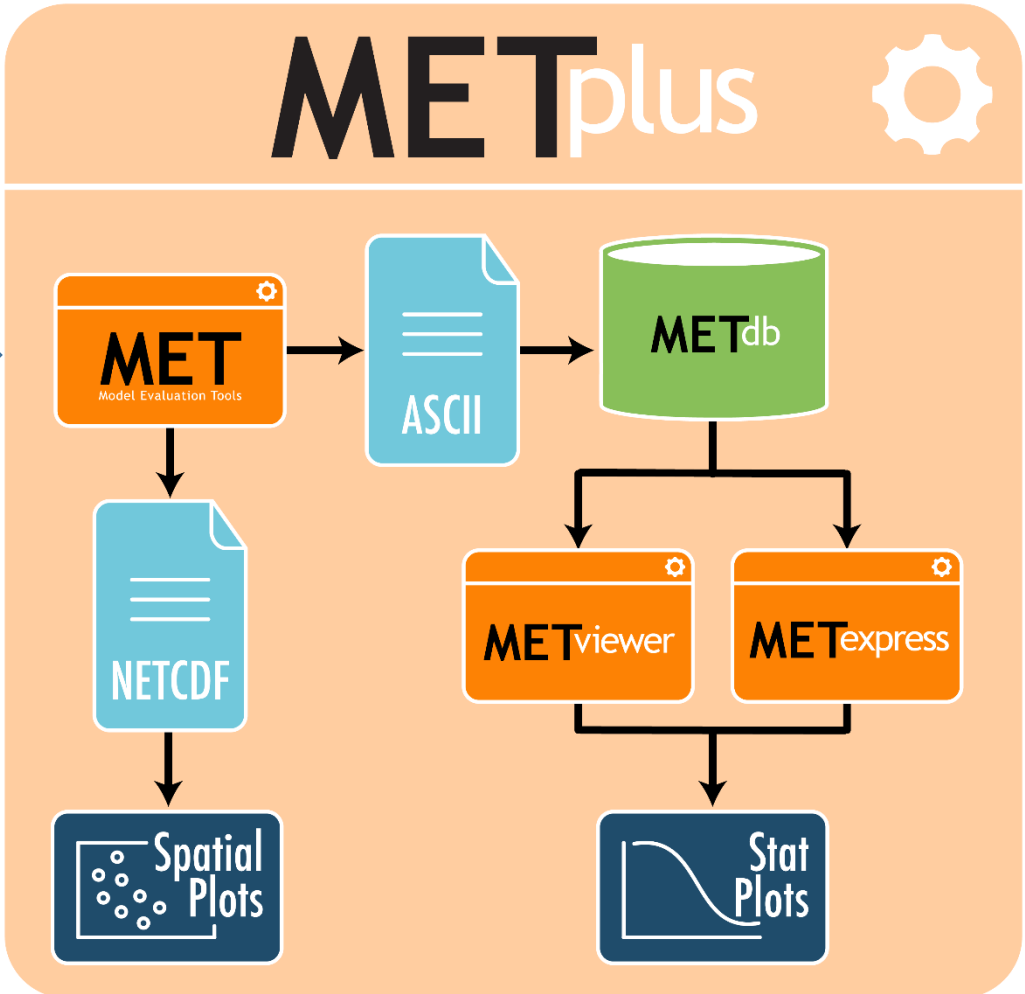 METplus
MET
Model Evaluation Tools
ASCII
METdb
NETCDF
METviewer
METexpress
Spatial
Plots
Stat
Plots